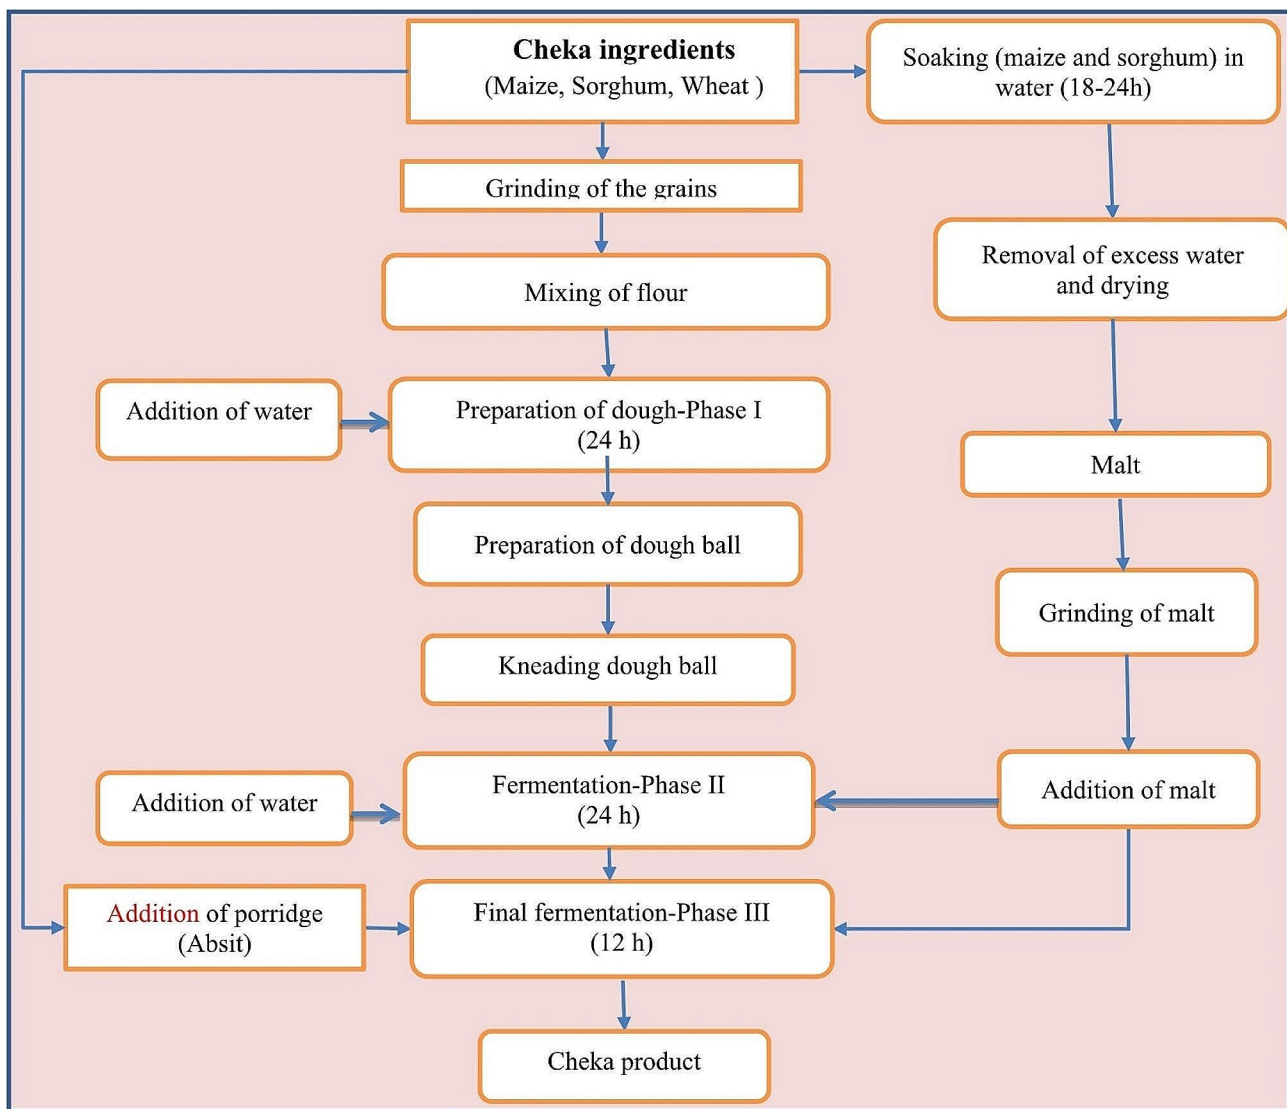 Cheka ingredients
(Maize, Sorghum, Wheat )
Soaking (maize and sorghum) in
water (18-24h)
Grinding of the grains
Removal of excess water
and drying
Mixing of flour
Addition of water
Preparation of dough-Phase I
(24 h)
Malt
Preparation of dough ball
Grinding of malt
Kneading dough ball
Addition of water
Fermentation-Phase II
(24 h)
Addition of malt
Addition of porridge
(Absit)
Final fermentation-Phase III
(12 h)
Cheka product